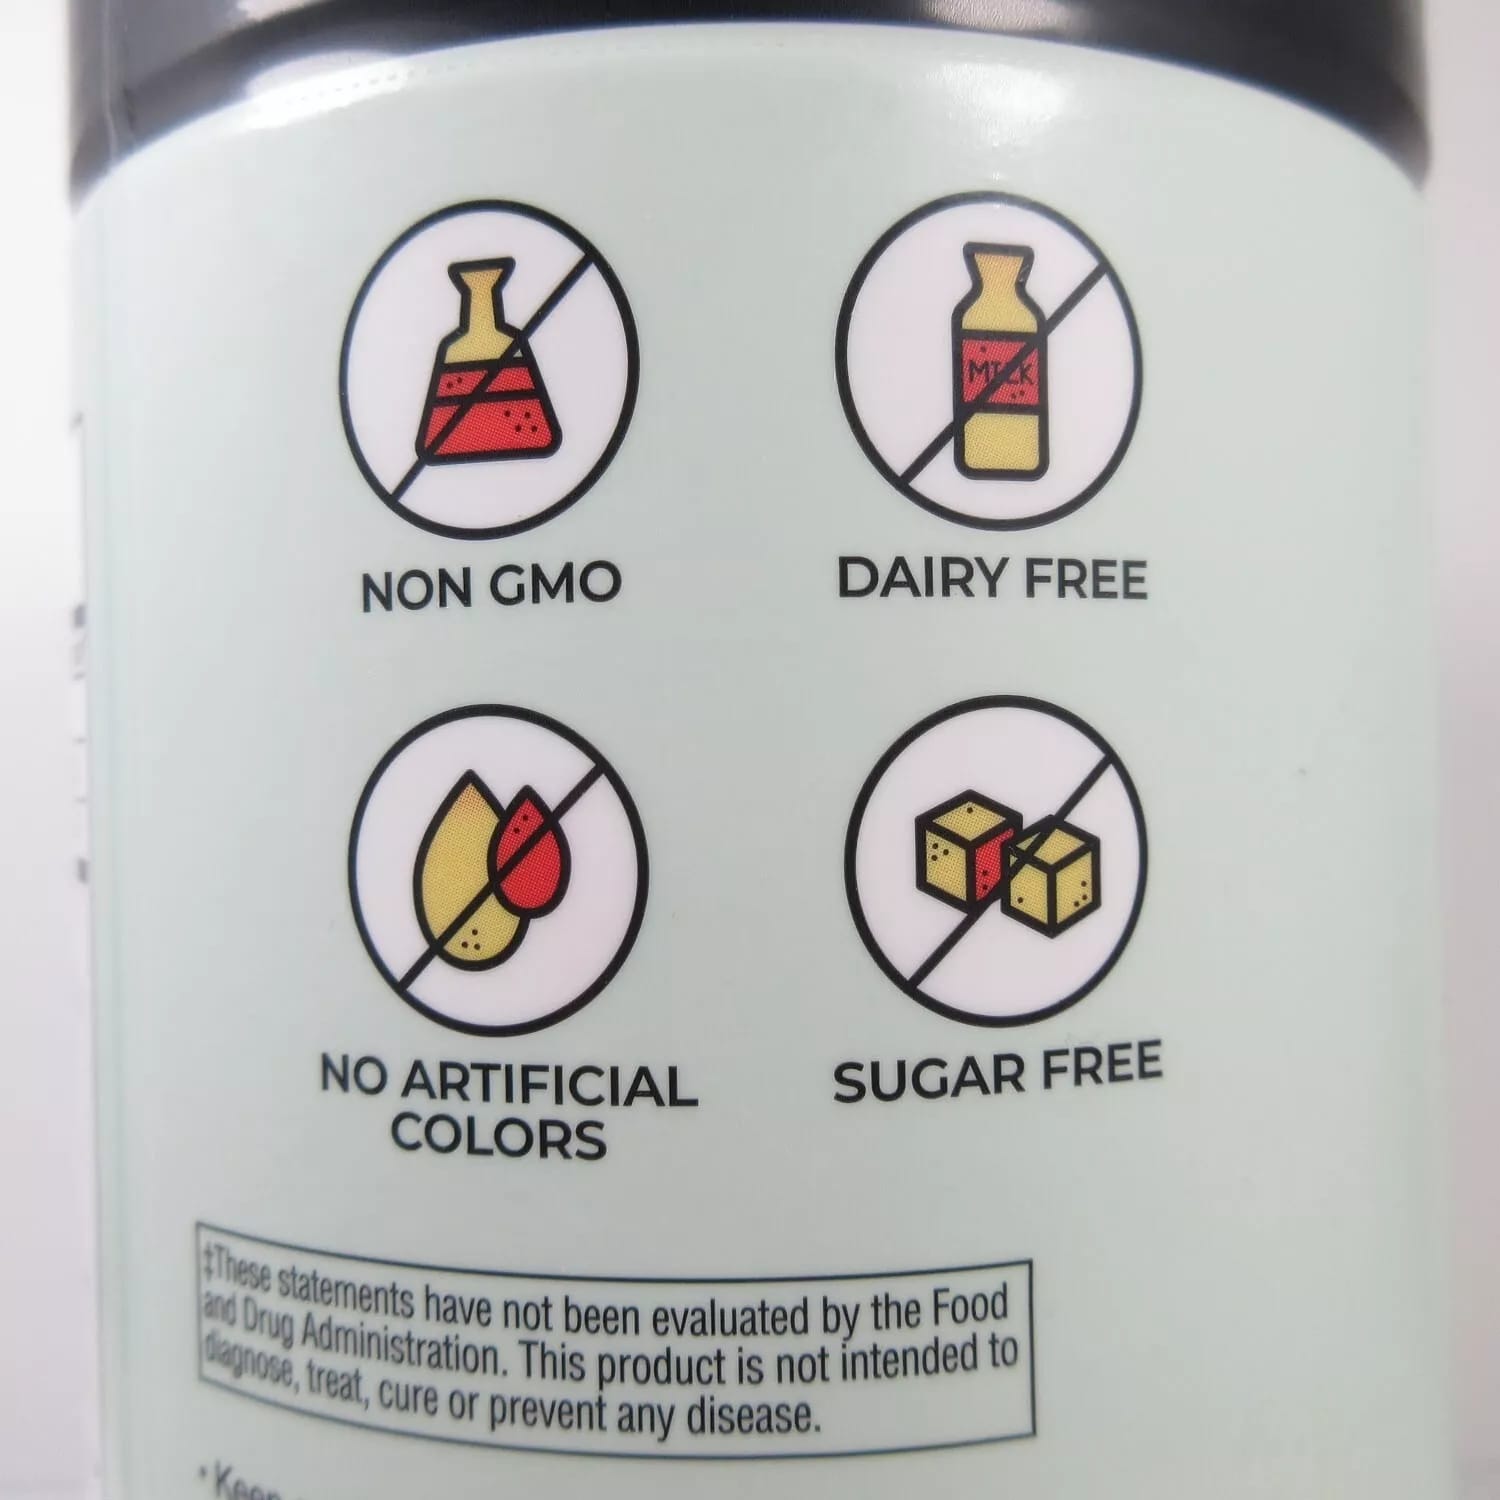 MILK
NON GMO
DAIRY FREE
NO ARTIFICIAL
COLORS
SUGAR FREE
‡These statements have not been evaluated by the Food
and Drug Administration. This product is not intended to
diagnose, treat, cure or prevent any disease.
• Keep